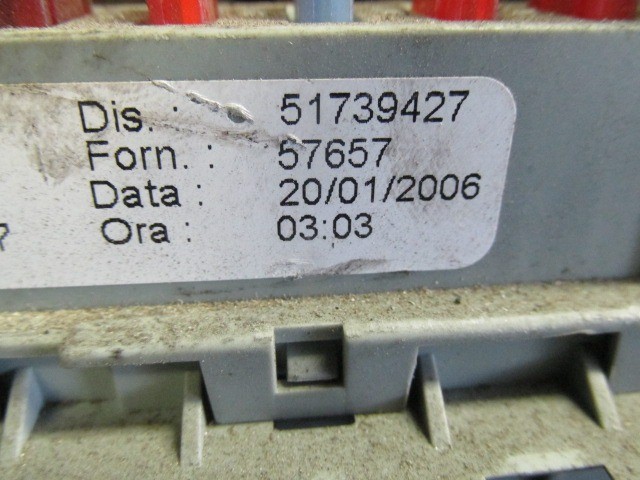 Dis. : 51739427
Forn. : 57657
Data : 20/01/2006
Ora : 03:03